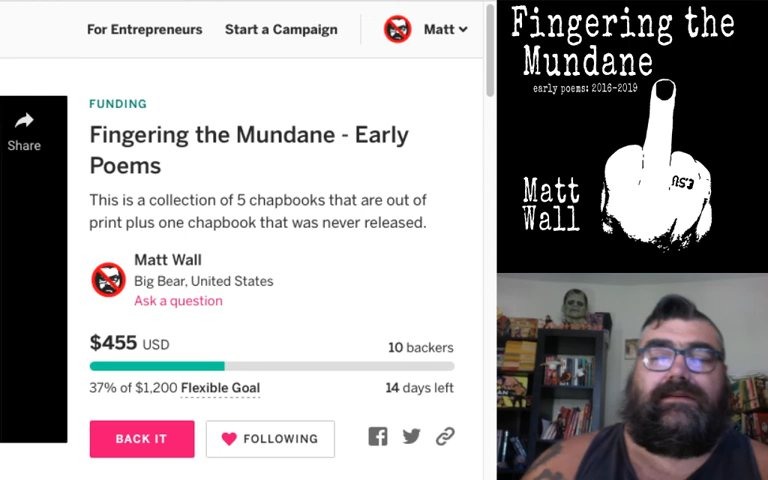 For Entrepreneurs
Start a Campaign
Matt
Share
FUNDING
Fingering the Mundane - Early
Poems
This is a collection of 5 chapbooks that are out of
print plus one chapbook that was never released.
Matt Wall
Big Bear, United States
Ask a question
$455 USD
10 backers
37% of $1,200 Flexible Goal
14 days left
BACK IT
FOLLOWING
Fingering the
Mundane
early poems: 2016-2019
Matt
Wall